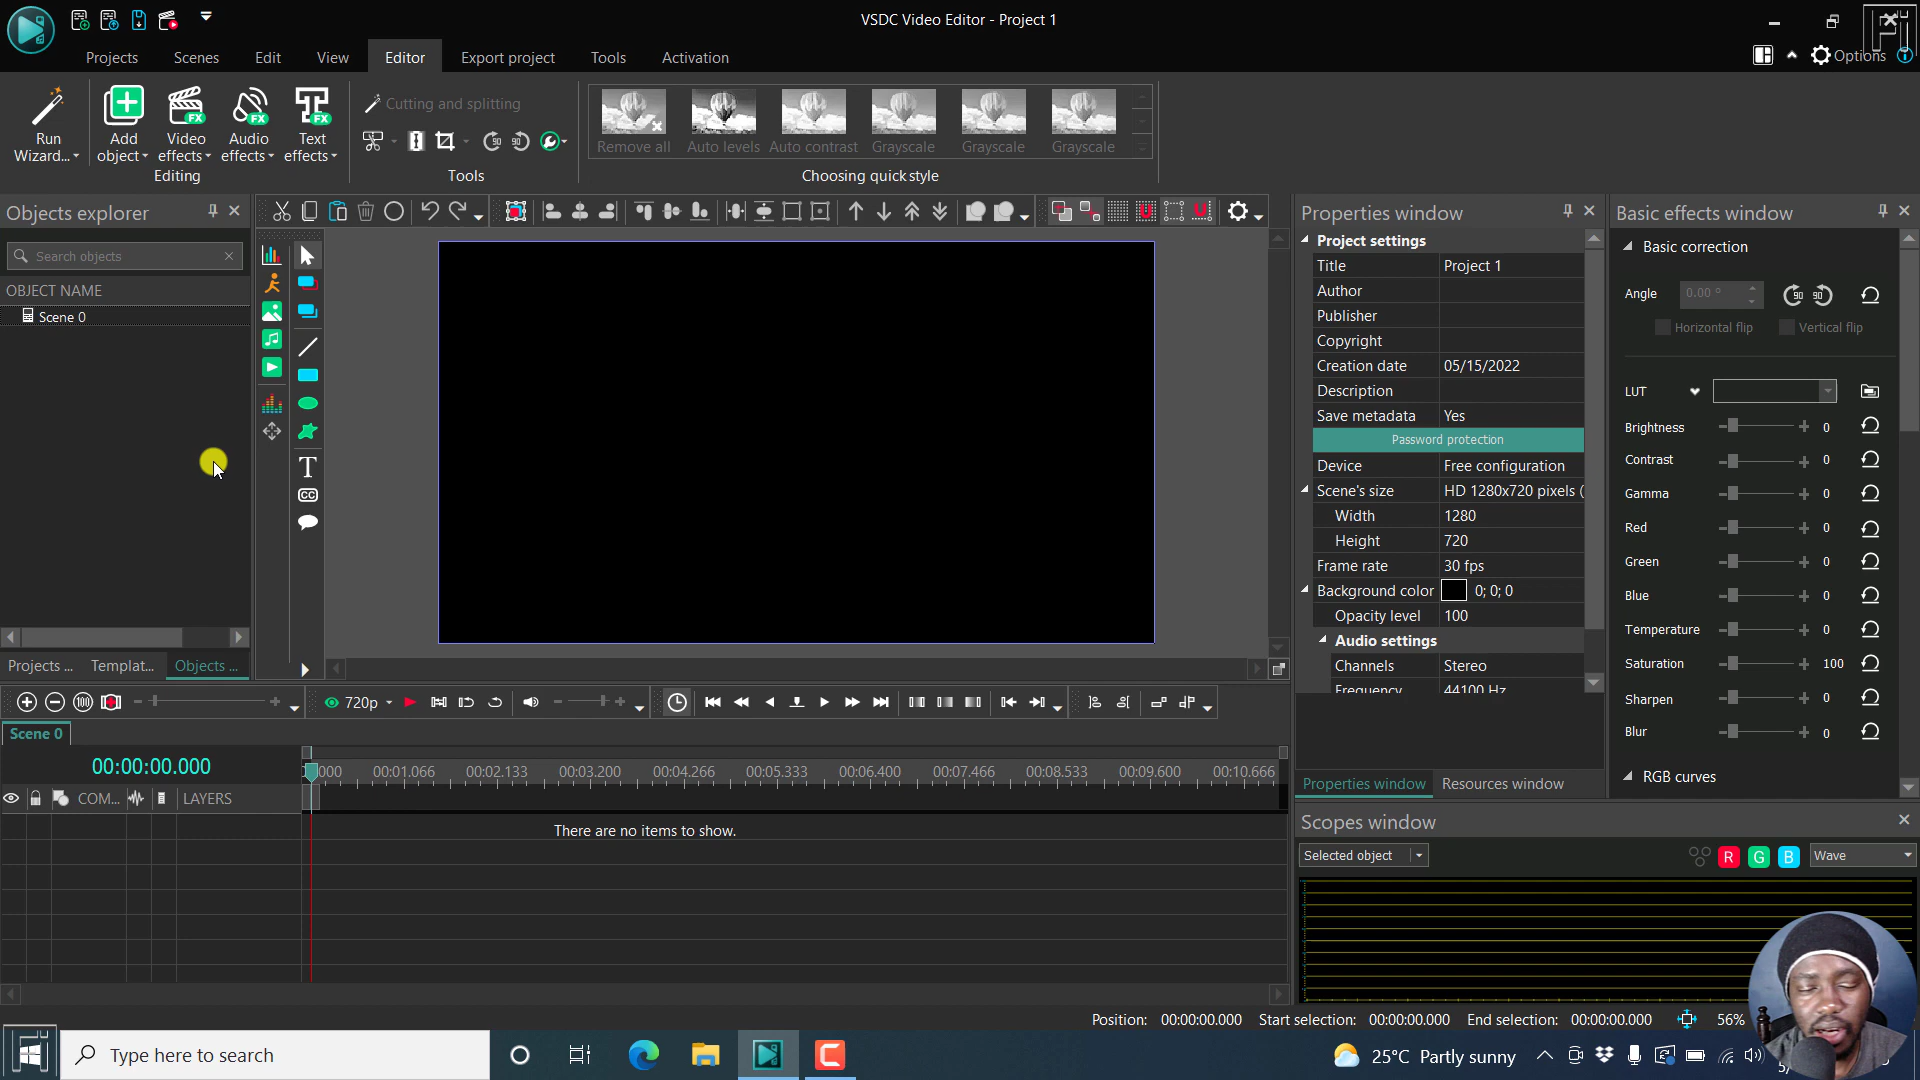 VSDC Video Editor - Project 1
Projects
Scenes
Edit
View
Editor
Export project
Tools
Activation
Options
Run
Wizard...
Add
object
Video
effects
Audio
effects
Text
effects
Editing
Cutting and splitting
Tools
Remove all
Auto levels
Auto contrast
Grayscale
Grayscale
Grayscale
Choosing quick style
Objects explorer
Search objects
OBJECT NAME
Scene 0
Projects ...
Templat...
Objects ...
Properties window
Project settings
Title Project 1
Author
Publisher
Copyright
Creation date 05/15/2022
Description
Save metadata Yes
Password protection
Device Free configuration
Scene's size HD 1280x720 pixels (
Width 1280
Height 720
Frame rate 30 fps
Background color 0; 0; 0
Opacity level 100
Audio settings
Channels Stereo
Frequency 44100 Hz
Properties window
Resources window
Basic effects window
Basic correction
Angle 0.00 °
90 90
Horizontal flip Vertical flip
LUT
Brightness 0
Contrast 0
Gamma 0
Red 0
Green 0
Blue 0
Temperature 0
Saturation 100
Sharpen 0
Blur 0
RGB curves
720p
Scene 0
00:00:00.000
000 00:01.066 00:02.133 00:03.200 00:04.266 00:05.333 00:06.400 00:07.466 00:08.533 00:09.600 00:10.666
COM... LAYERS
There are no items to show.
Scopes window
Selected object
R G B
Wave
Position: 00:00:00.000 Start selection: 00:00:00.000 End selection: 00:00:00.000 56%
Type here to search
25°C Partly sunny